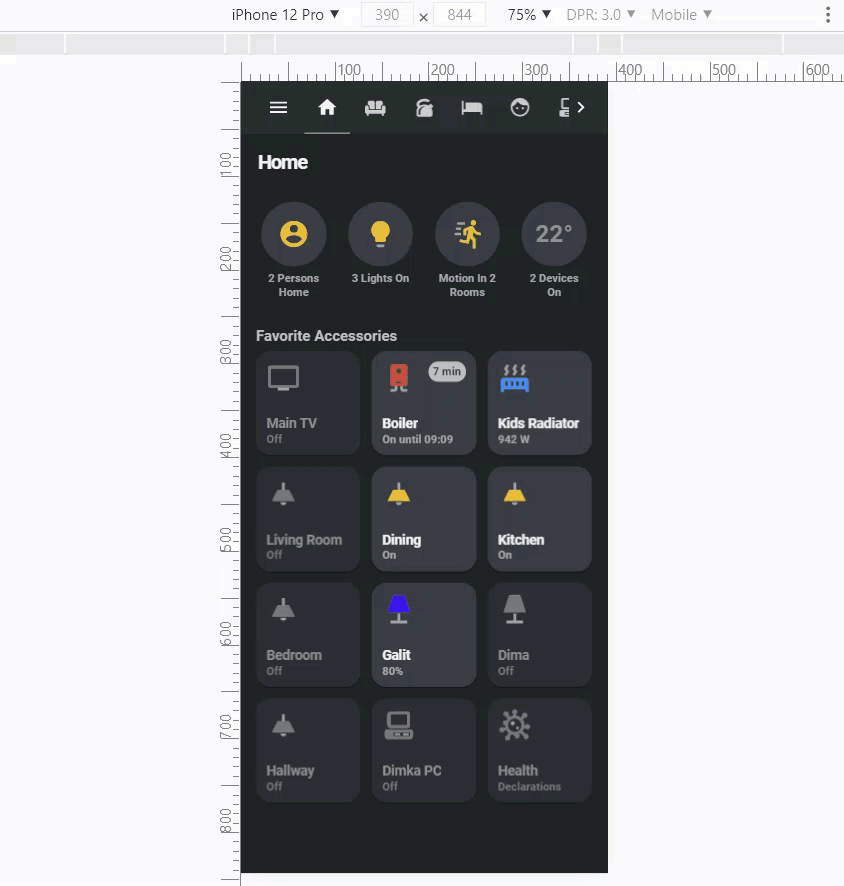 iPhone 12 Pro ▼ 390 × 844 75% ▼ DPR: 3.0 ▼ Mobile ▼
100 200 300 400 500 600
100
200
300
400
500
600
700
800
Home
22°
2 Persons Home
3 Lights On
Motion In 2 Rooms
2 Devices On
Favorite Accessories
Main TV
Off
7 min
Boiler
On until 09:09
Kids Radiator
942 W
Living Room
Off
Dining
On
Kitchen
On
Bedroom
Off
Galit
80%
Dima
Off
Hallway
Off
Dimka PC
Off
Health
Declarations